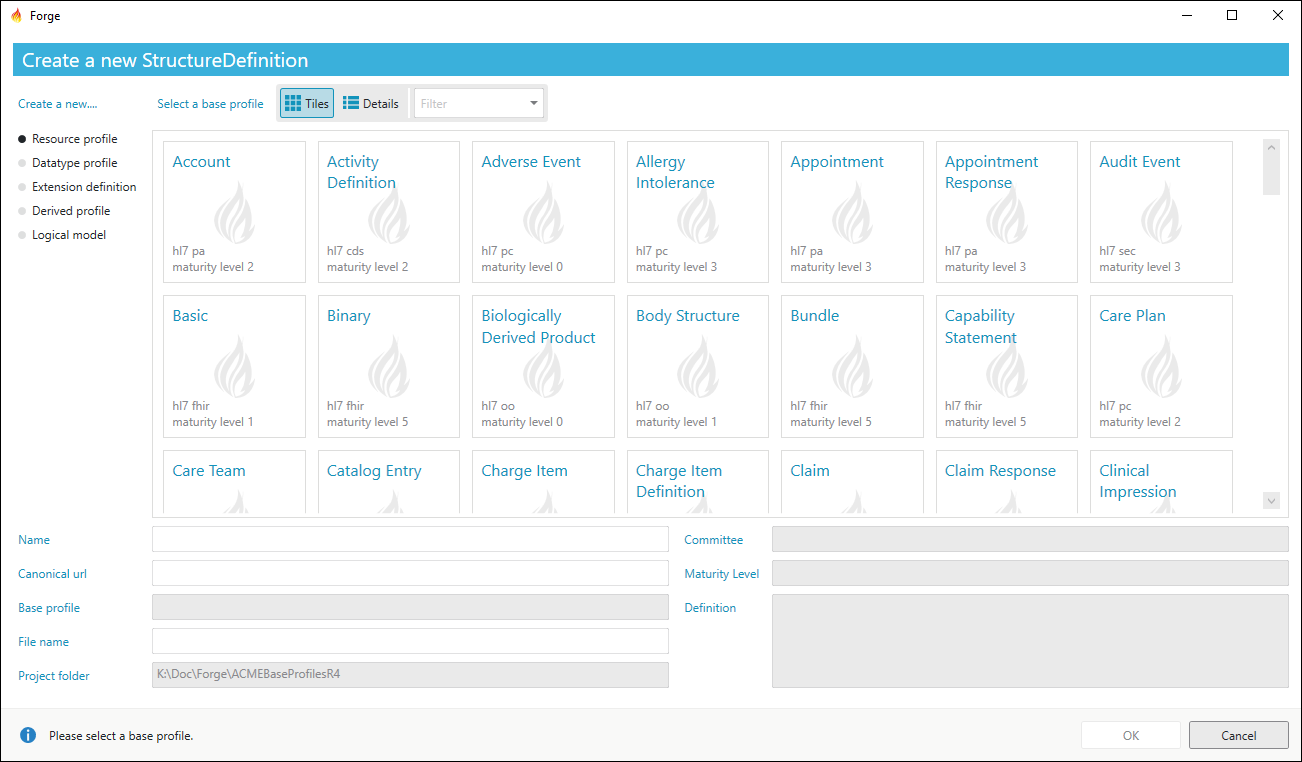 Forge
Create a new StructureDefinition
Create a new....
Select a base profile
Tiles
Details
Filter
Resource profile
Datatype profile
Extension definition
Derived profile
Logical model
Account
hl7 pa
maturity level 2
Activity
Definition
hl7 cds
maturity level 2
Adverse Event
hl7 pc
maturity level 0
Allergy
Intolerance
hl7 pc
maturity level 3
Appointment
hl7 pa
maturity level 3
Appointment
Response
hl7 pa
maturity level 3
Audit Event
hl7 sec
maturity level 3
Basic
hl7 fhir
maturity level 1
Binary
hl7 fhir
maturity level 5
Biologically
Derived Product
hl7 oo
maturity level 0
Body Structure
hl7 oo
maturity level 1
Bundle
hl7 fhir
maturity level 5
Capability
Statement
hl7 fhir
maturity level 5
Care Plan
hl7 pc
maturity level 2
Care Team
Catalog Entry
Charge Item
Charge Item
Definition
Claim
Claim Response
Clinical
Impression
Name
Canonical url
Base profile
File name
Project folder
K:\Doc\Forge\ACMEBaseProfilesR4
Committee
Maturity Level
Definition
Please select a base profile.
OK
Cancel